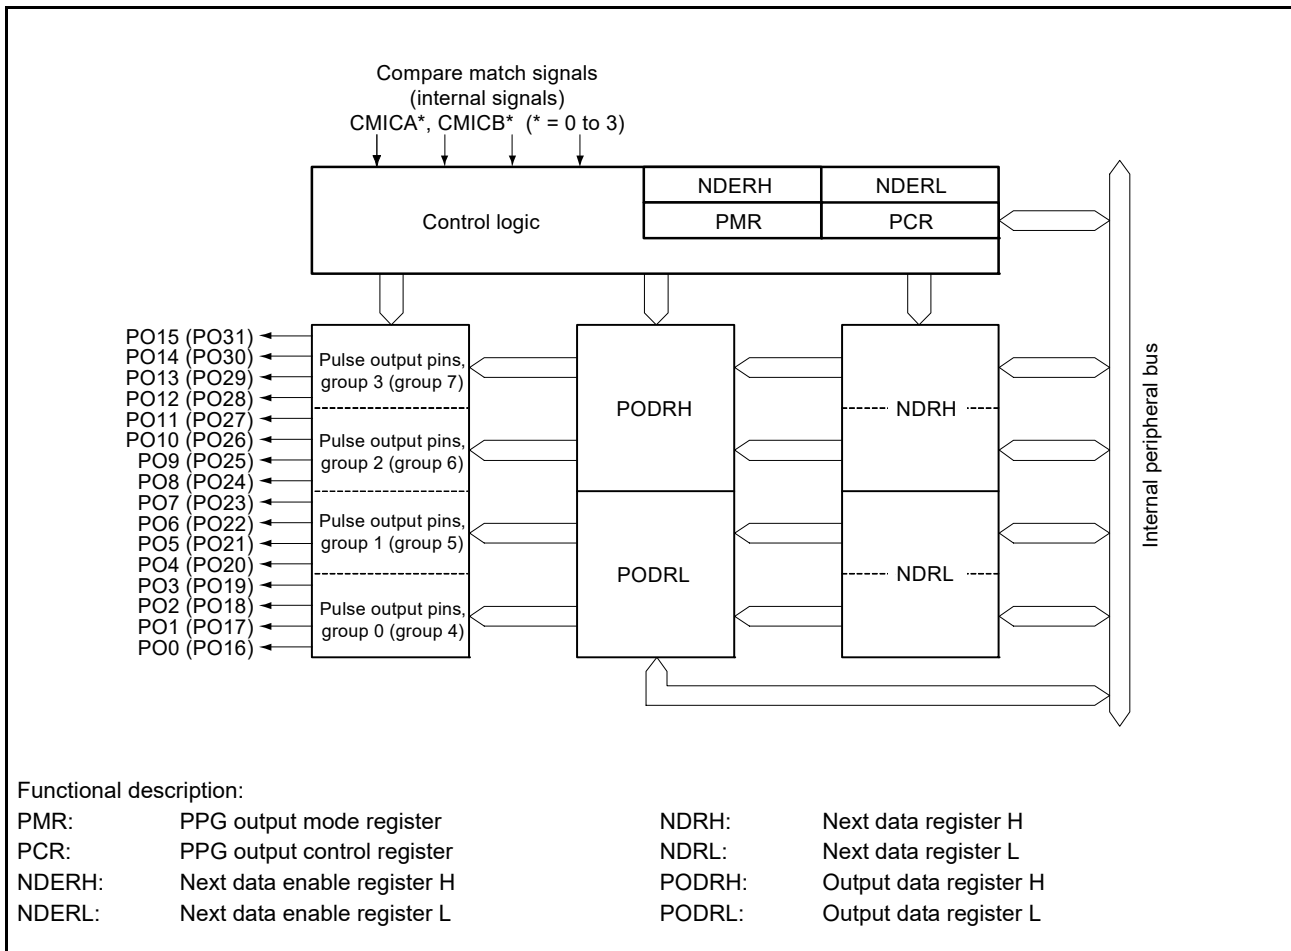 Compare match signals
(internal signals)
CMICA*, CMICB* (* = 0 to 3)
Control logic
NDERH
NDERL
PMR
PCR
PO15 (PO31)
PO14 (PO30)
PO13 (PO29)
PO12 (PO28)
PO11 (PO27)
PO10 (PO26)
PO9 (PO25)
PO8 (PO24)
PO7 (PO23)
PO6 (PO22)
PO5 (PO21)
PO4 (PO20)
PO3 (PO19)
PO2 (PO18)
PO1 (PO17)
PO0 (PO16)
Pulse output pins,
group 3 (group 7)
Pulse output pins,
group 2 (group 6)
Pulse output pins,
group 1 (group 5)
Pulse output pins,
group 0 (group 4)
PODRH
PODRL
NDRH
NDRL
Internal peripheral bus
Functional description:
PMR: PPG output mode register
PCR: PPG output control register
NDERH: Next data enable register H
NDERL: Next data enable register L
NDRH: Next data register H
NDRL: Next data register L
PODRH: Output data register H
PODRL: Output data register L